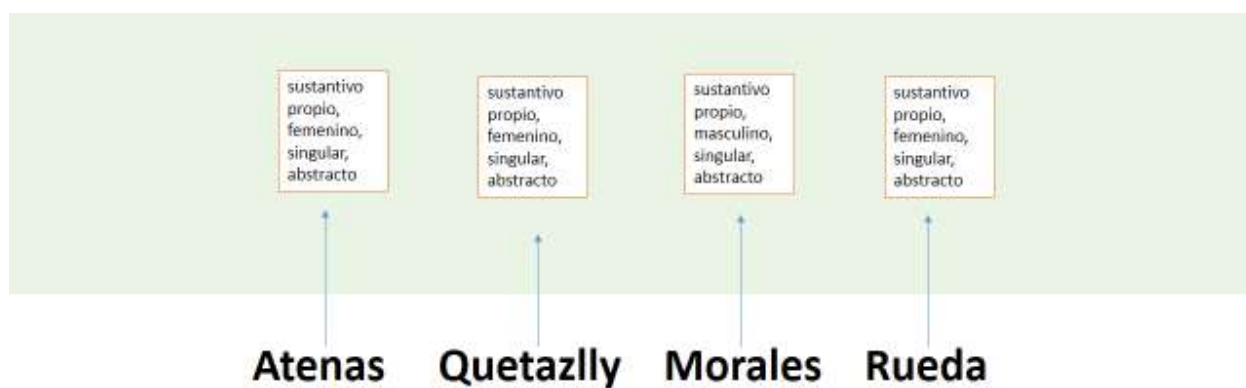 sustantivo
propio,
femenino,
singular,
abstracto
sustantivo
propio,
femenino,
singular,
abstracto
sustantivo
propio,
masculino,
singular,
abstracto
sustantivo
propio,
femenino,
singular,
abstracto
Atenas Quetazlly Morales Rueda